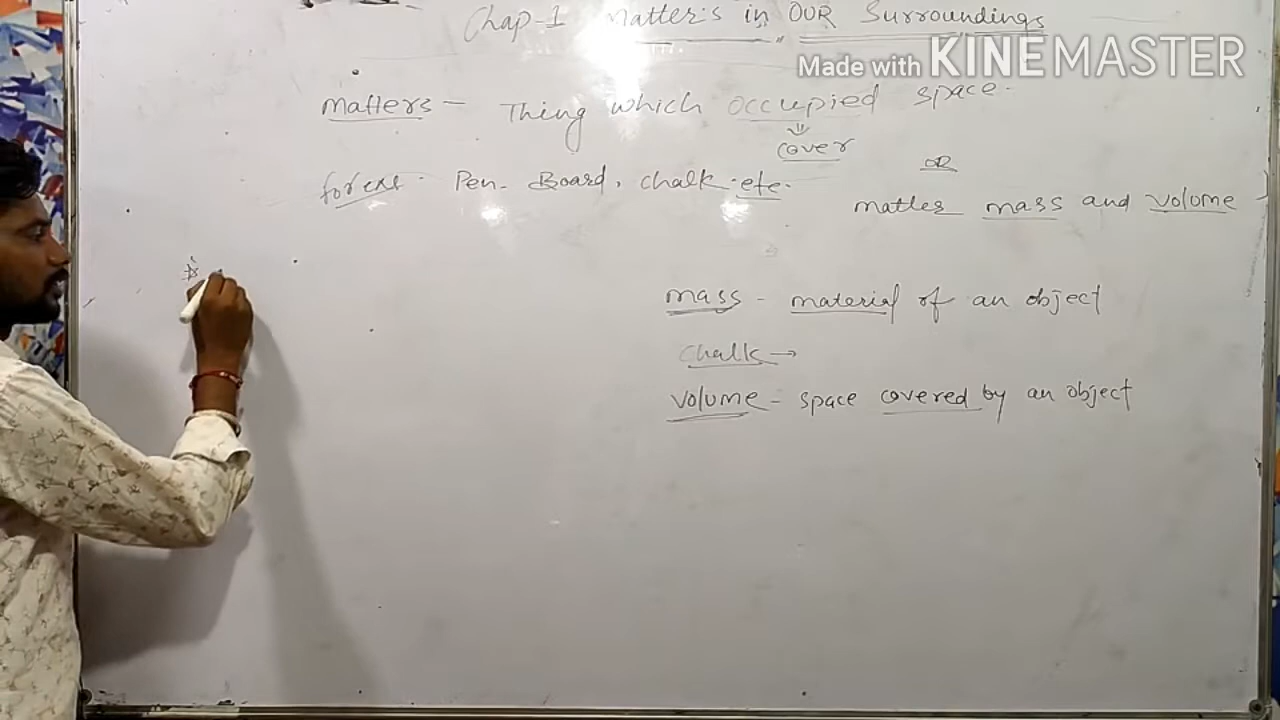 Chap-1 Matter's in OUR Surroundings
Made with KINEMASTER
Matters - Thing which occupied space.
cover
for ex. Pen. Board, chalk. etc.
OR
matter mass and volume
mass - material of an object
chalk →
volume - space covered by an object